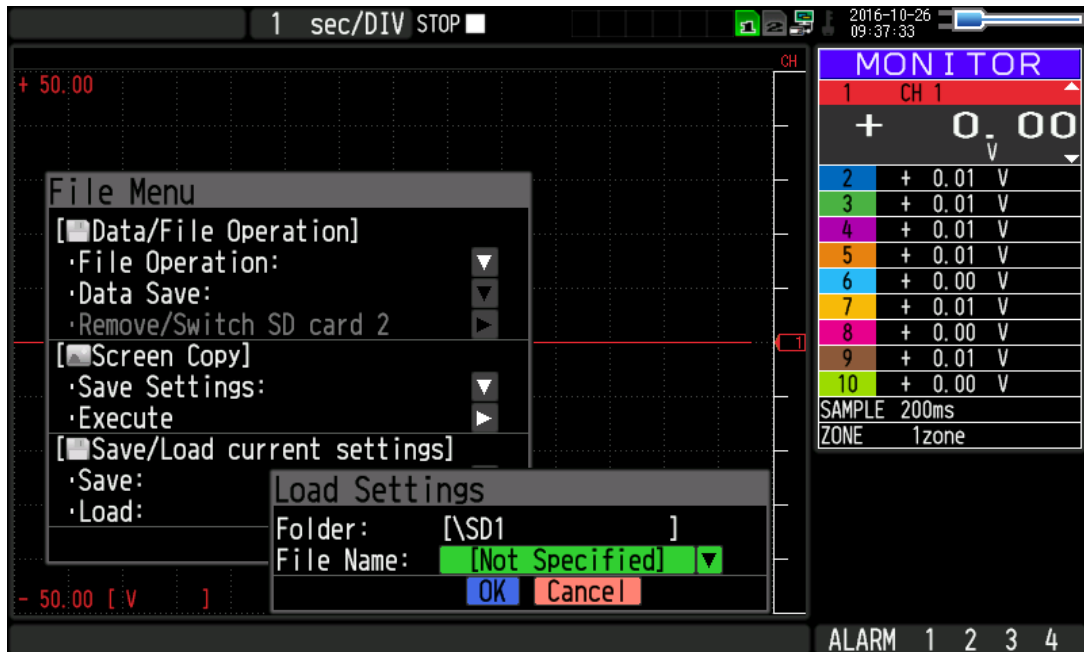 1 sec/DIV STOP
1 2
2016-10-26
09:37:33
CH
+ 50.00
1
- 50.00 [ V ]
File Menu
[Data/File Operation]
·File Operation:
·Data Save:
·Remove/Switch SD card 2
[Screen Copy]
·Save Settings:
·Execute
[Save/Load current settings]
·Save:
·Load:
Load Settings
Folder: [\SD1 ]
File Name: [Not Specified]
OK Cancel
MONITOR
1 CH 1
+ 0.00
V
2 + 0.01 V
3 + 0.01 V
4 + 0.01 V
5 + 0.01 V
6 + 0.00 V
7 + 0.01 V
8 + 0.00 V
9 + 0.01 V
10 + 0.00 V
SAMPLE 200ms
ZONE 1zone
ALARM 1 2 3 4